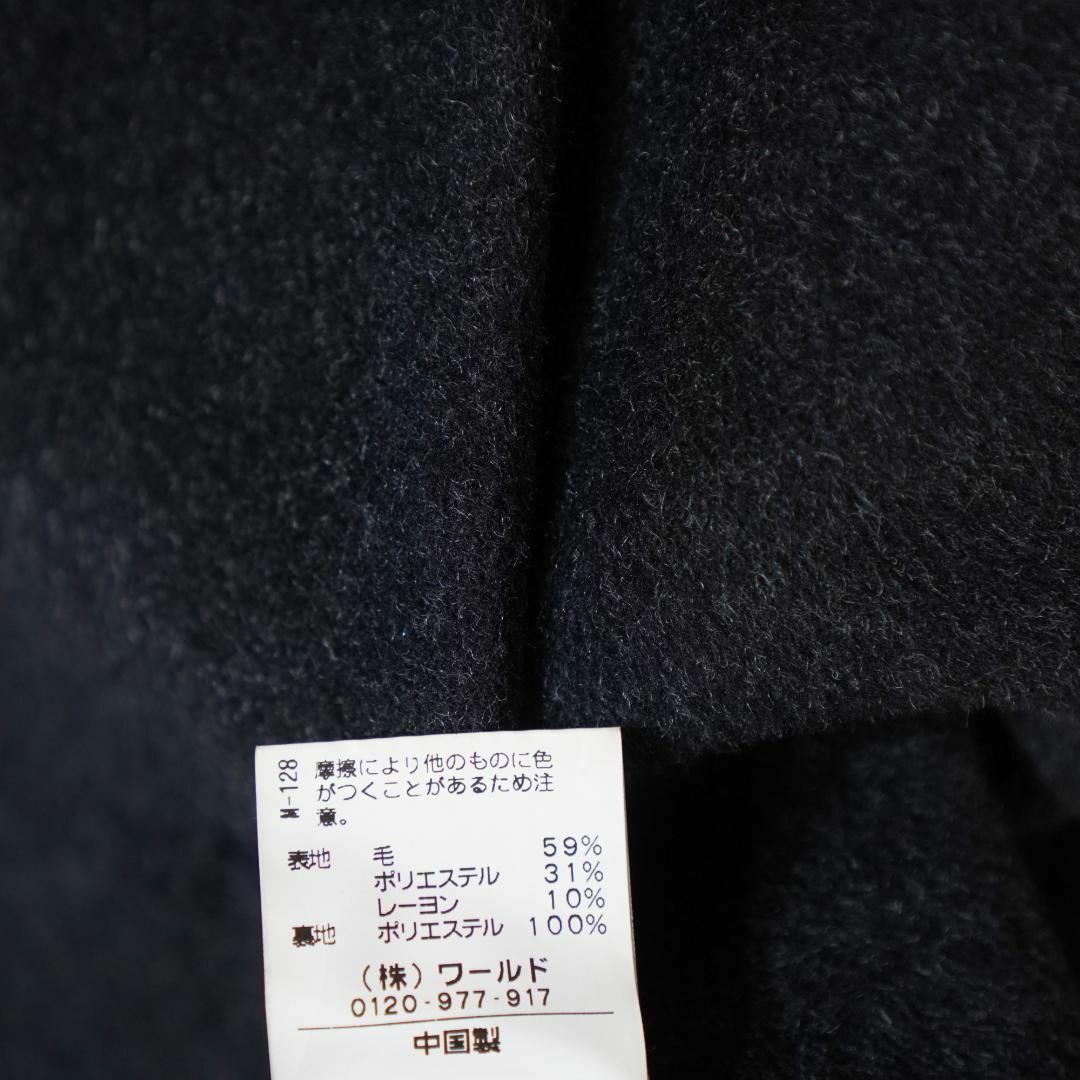 M-128
摩擦により他のものに色
がつくことがあるため注
意。
表地 毛 59%
ポリエステル 31%
レーヨン 10%
裏地 ポリエステル 100%
(株)ワールド
0120-977-917
中国製